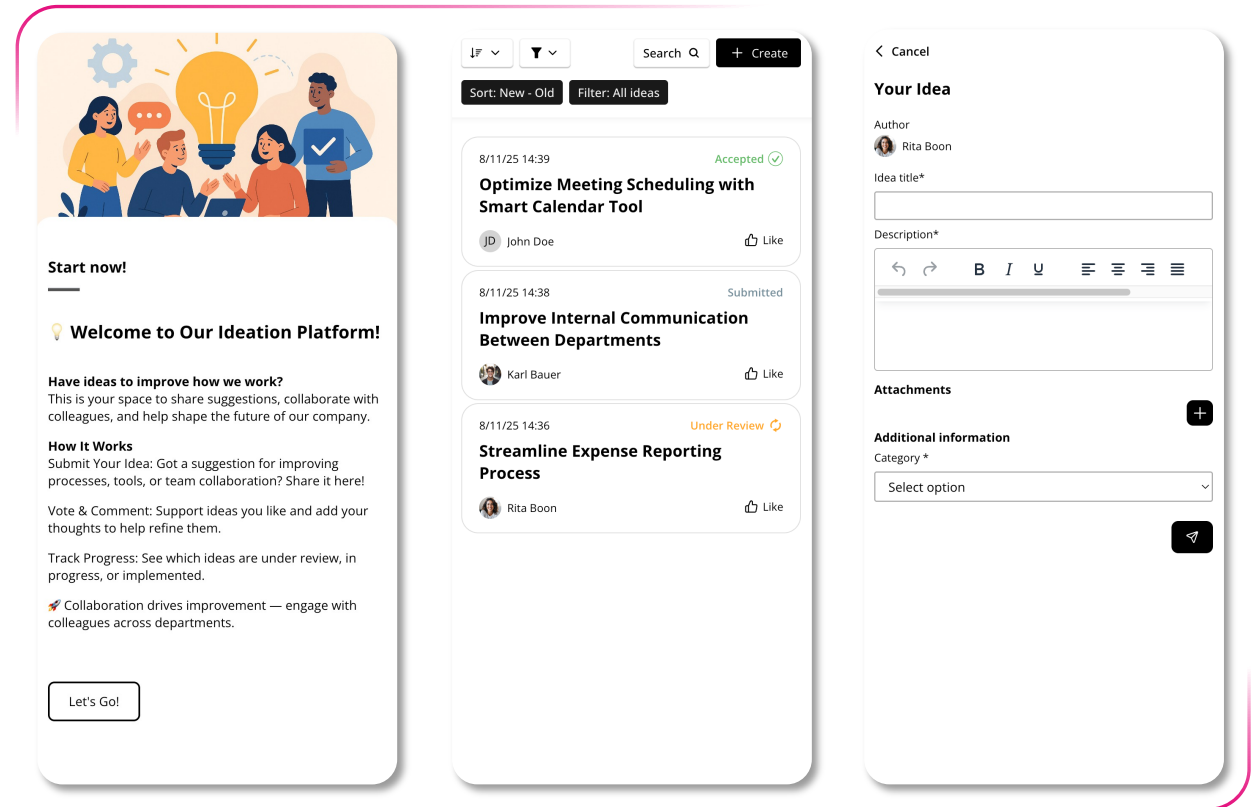 Start now!
💡 Welcome to Our Ideation Platform!
Have ideas to improve how we work?
This is your space to share suggestions, collaborate with
colleagues, and help shape the future of our company.
How It Works
Submit Your Idea: Got a suggestion for improving
processes, tools, or team collaboration? Share it here!
Vote & Comment: Support ideas you like and add your
thoughts to help refine them.
Track Progress: See which ideas are under review, in
progress, or implemented.
🚀 Collaboration drives improvement — engage with
colleagues across departments.
Let's Go!
Search
Create
Sort: New - Old
Filter: All ideas
8/11/25 14:39
Accepted
Optimize Meeting Scheduling with
Smart Calendar Tool
JD
John Doe
Like
8/11/25 14:38
Submitted
Improve Internal Communication
Between Departments
Karl Bauer
Like
8/11/25 14:36
Under Review
Streamline Expense Reporting
Process
Rita Boon
Like
Cancel
Your Idea
Author
Rita Boon
Idea title*
Description*
B I U
Attachments
Additional information
Category *
Select option